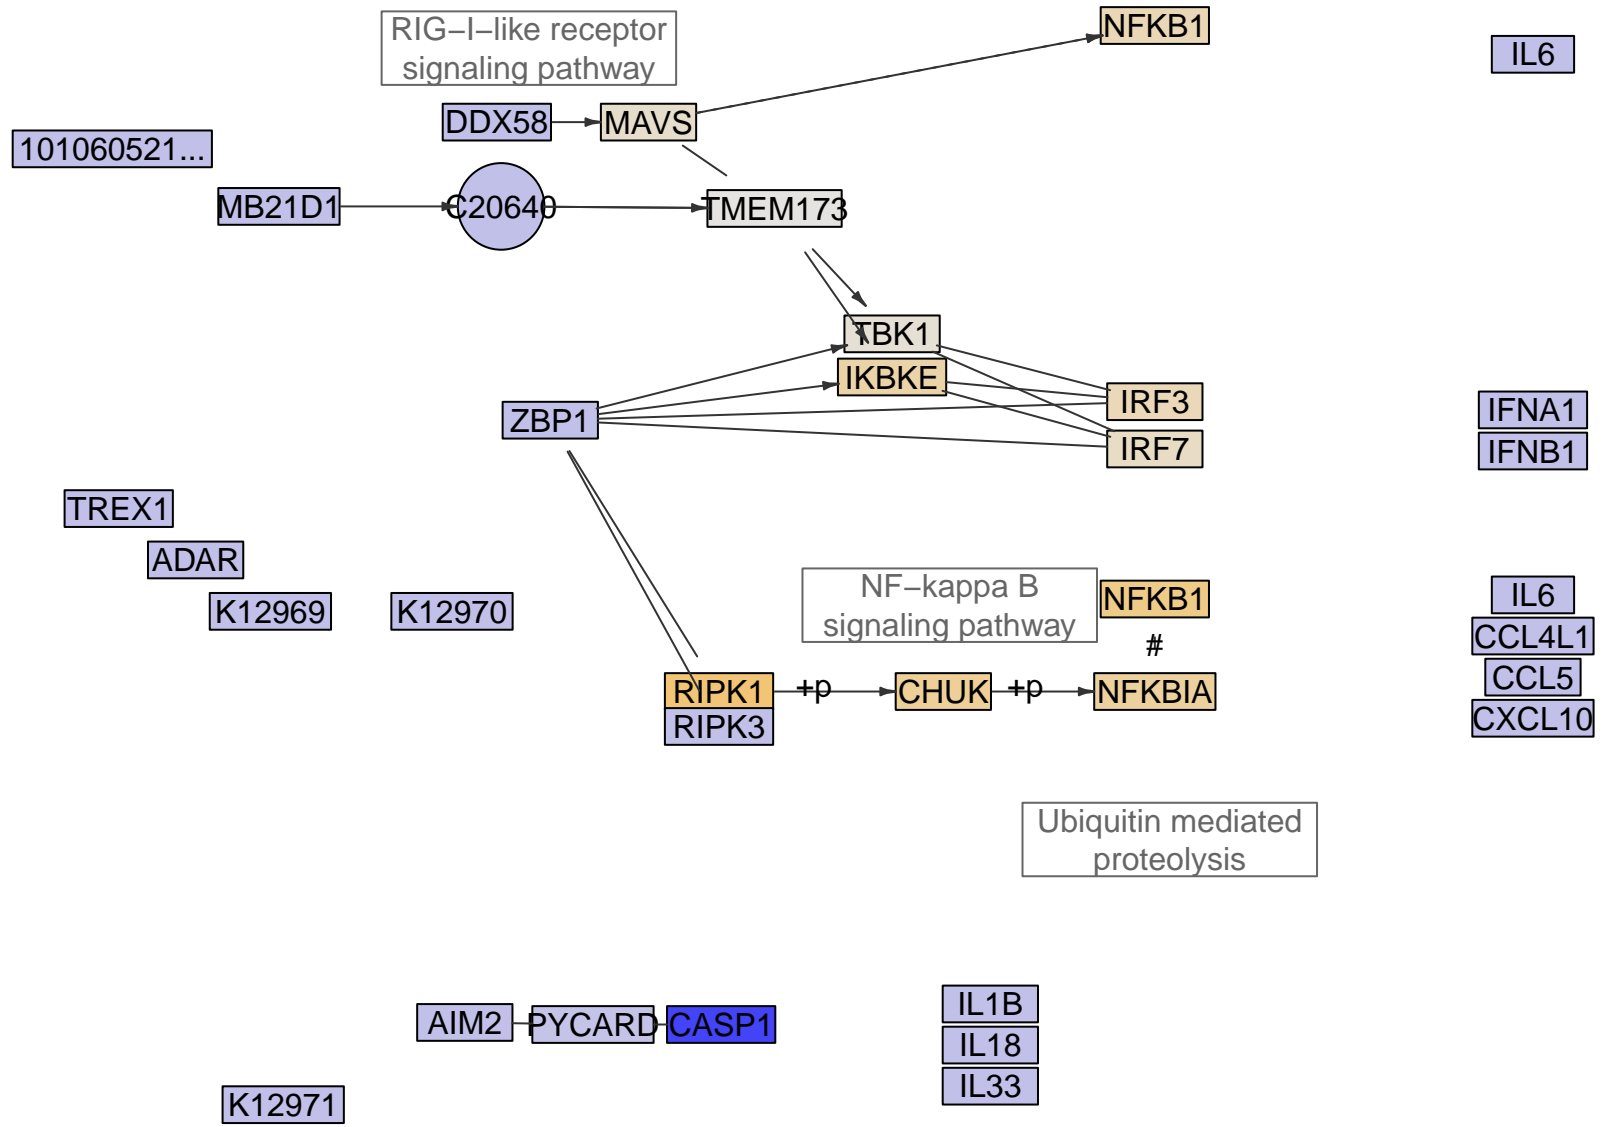 RIG−I−like receptor
signaling pathway
NFKB1
IL6
DDX58
MAVS
101060521...
MB21D1
C20640
TMEM173
TBK1
IKBKE
ZBP1
IRF3
IRF7
IFNA1
IFNB1
TREX1
ADAR
K12969
K12970
NF−kappa B
signaling pathway
NFKB1
#
IL6
CCL4L1
CCL5
CXCL10
RIPK1
+p
CHUK
+p
NFKBIA
RIPK3
Ubiquitin mediated
proteolysis
AIM2
PYCARD
CASP1
IL1B
IL18
IL33
K12971